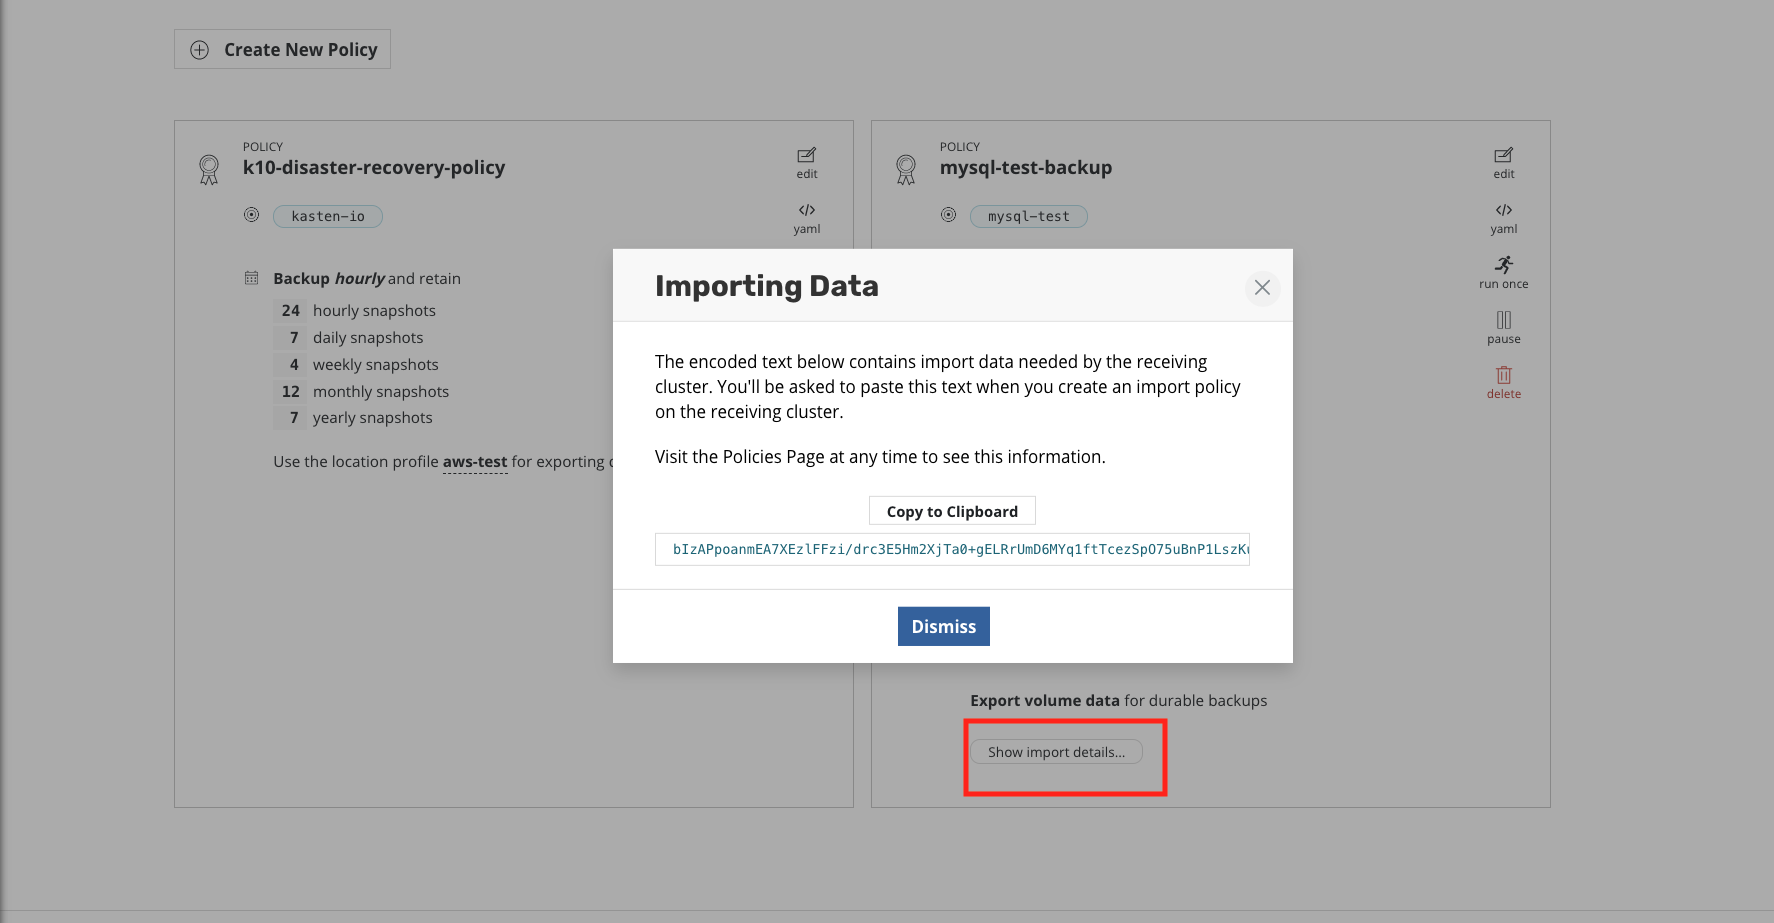 Create New Policy
POLICY
k10-disaster-recovery-policy
edit
kasten-io
yaml
Backup hourly and retain
24 hourly snapshots
7 daily snapshots
4 weekly snapshots
12 monthly snapshots
7 yearly snapshots
Use the location profile aws-test for exporting
POLICY
mysql-test-backup
edit
mysql-test
yaml
run once
pause
delete
Importing Data
The encoded text below contains import data needed by the receiving
cluster. You'll be asked to paste this text when you create an import policy
on the receiving cluster.
Visit the Policies Page at any time to see this information.
Copy to Clipboard
bIzAPpoanmEA7XEzlFFzi/drc3E5Hm2XjTa0+gELRrUmD6MYq1ftTcezSpO75uBnP1LszK
Dismiss
Export volume data for durable backups
Show import details...